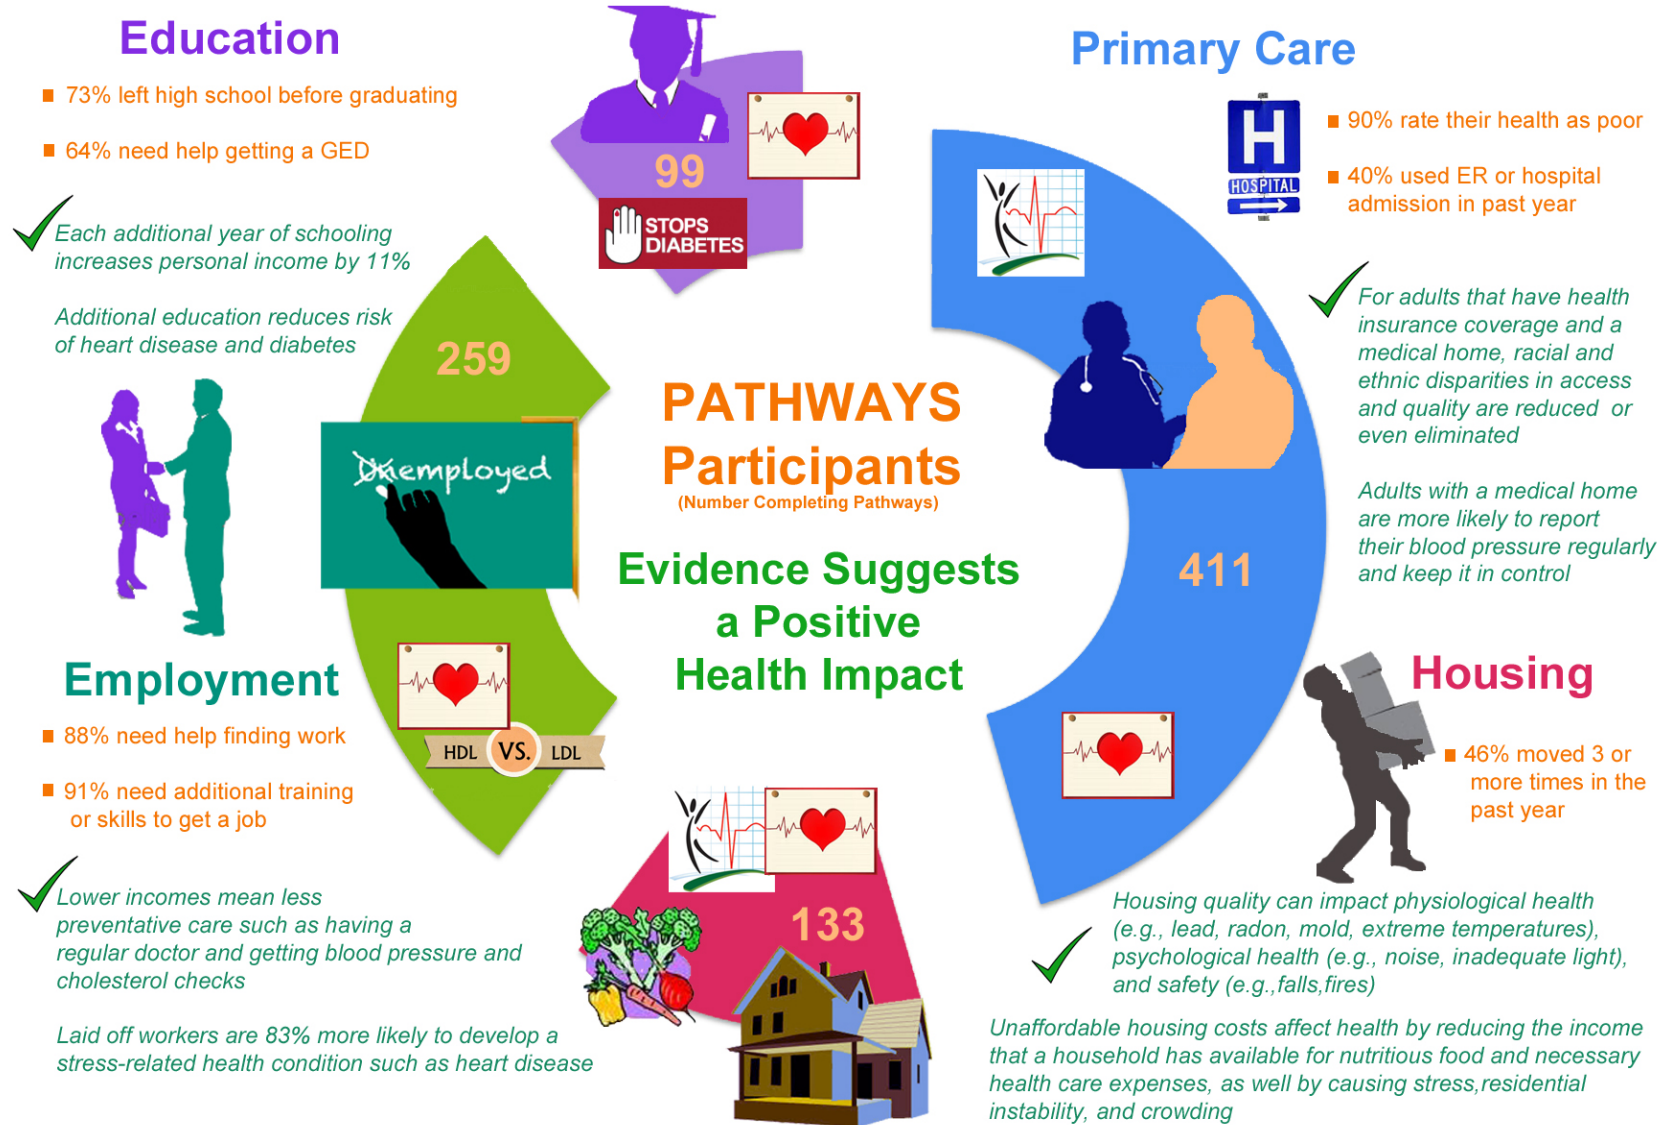 Education
73% left high school before graduating
64% need help getting a GED
Each additional year of schooling
increases personal income by 11%
Additional education reduces risk
of heart disease and diabetes
99
STOPS
DIABETES
Primary Care
H
HOSPITAL
90% rate their health as poor
40% used ER or hospital
admission in past year
For adults that have health
insurance coverage and a
medical home, racial and
ethnic disparities in access
and quality are reduced or
even eliminated
Adults with a medical home
are more likely to report
their blood pressure regularly
and keep it in control
411
259
Unemployed
PATHWAYS
Participants
(Number Completing Pathways)
Evidence Suggests
a Positive
Health Impact
Employment
88% need help finding work
91% need additional training
or skills to get a job
Lower incomes mean less
preventative care such as having a
regular doctor and getting blood pressure and
cholesterol checks
Laid off workers are 83% more likely to develop a
stress-related health condition such as heart disease
HDL VS. LDL
133
Housing
46% moved 3 or
more times in the
past year
Housing quality can impact physiological health
(e.g., lead, radon, mold, extreme temperatures),
psychological health (e.g., noise, inadequate light),
and safety (e.g.,falls,fires)
Unaffordable housing costs affect health by reducing the income
that a household has available for nutritious food and necessary
health care expenses, as well by causing stress,residential
instability, and crowding